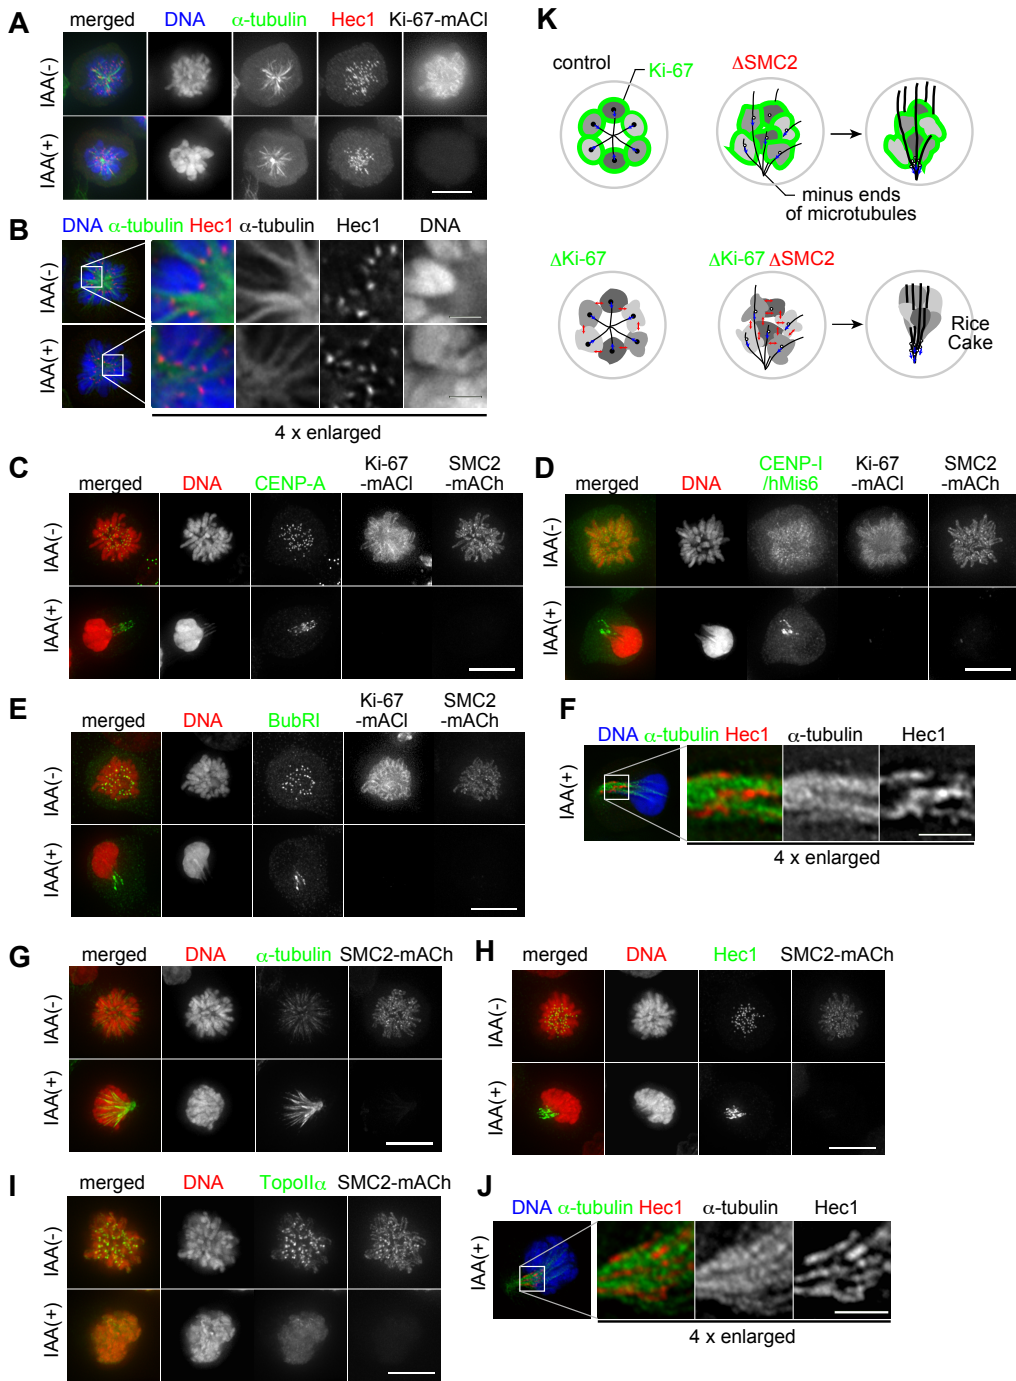 A
merged DNA α-tubulin Hec1 Ki-67-mACl
IAA(-)
IAA(+)
B
DNA α-tubulin Hec1 α-tubulin Hec1 DNA
IAA(-)
IAA(+)
4 x enlarged
K
control
Ki-67
ΔSMC2
minus ends
of microtubules
ΔKi-67
ΔKi-67 ΔSMC2
Rice
Cake
C
merged DNA CENP-A Ki-67 SMC2
-mACl -mACh
IAA(-)
IAA(+)
D
merged DNA CENP-I Ki-67 SMC2
/hMis6 -mACl -mACh
IAA(-)
IAA(+)
E
merged DNA BubRI Ki-67 SMC2
-mACl -mACh
IAA(-)
IAA(+)
F
DNA α-tubulin Hec1 α-tubulin Hec1
IAA(+)
4 x enlarged
G
merged DNA α-tubulin SMC2-mACh
IAA(-)
IAA(+)
H
merged DNA Hec1 SMC2-mACh
IAA(-)
IAA(+)
I
merged DNA TopoIIα SMC2-mACh
IAA(-)
IAA(+)
J
DNA α-tubulin Hec1 α-tubulin Hec1
IAA(+)
4 x enlarged